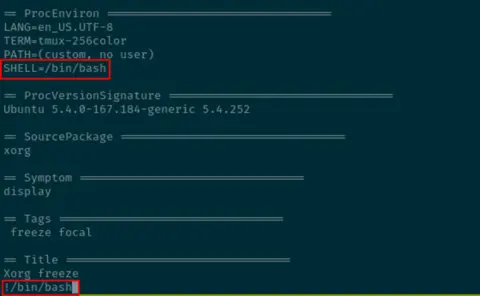 == ProcEnviron =================================
LANG=en_US.UTF-8
TERM=tmux-256color
PATH=(custom, no user)
SHELL=/bin/bash
== ProcVersionSignature =================================
Ubuntu 5.4.0-167.184-generic 5.4.252
== SourcePackage =================================
xorg
== Symptom =================================
display
== Tags =================================
freeze focal
== Title =================================
Xorg freeze
!/bin/bash